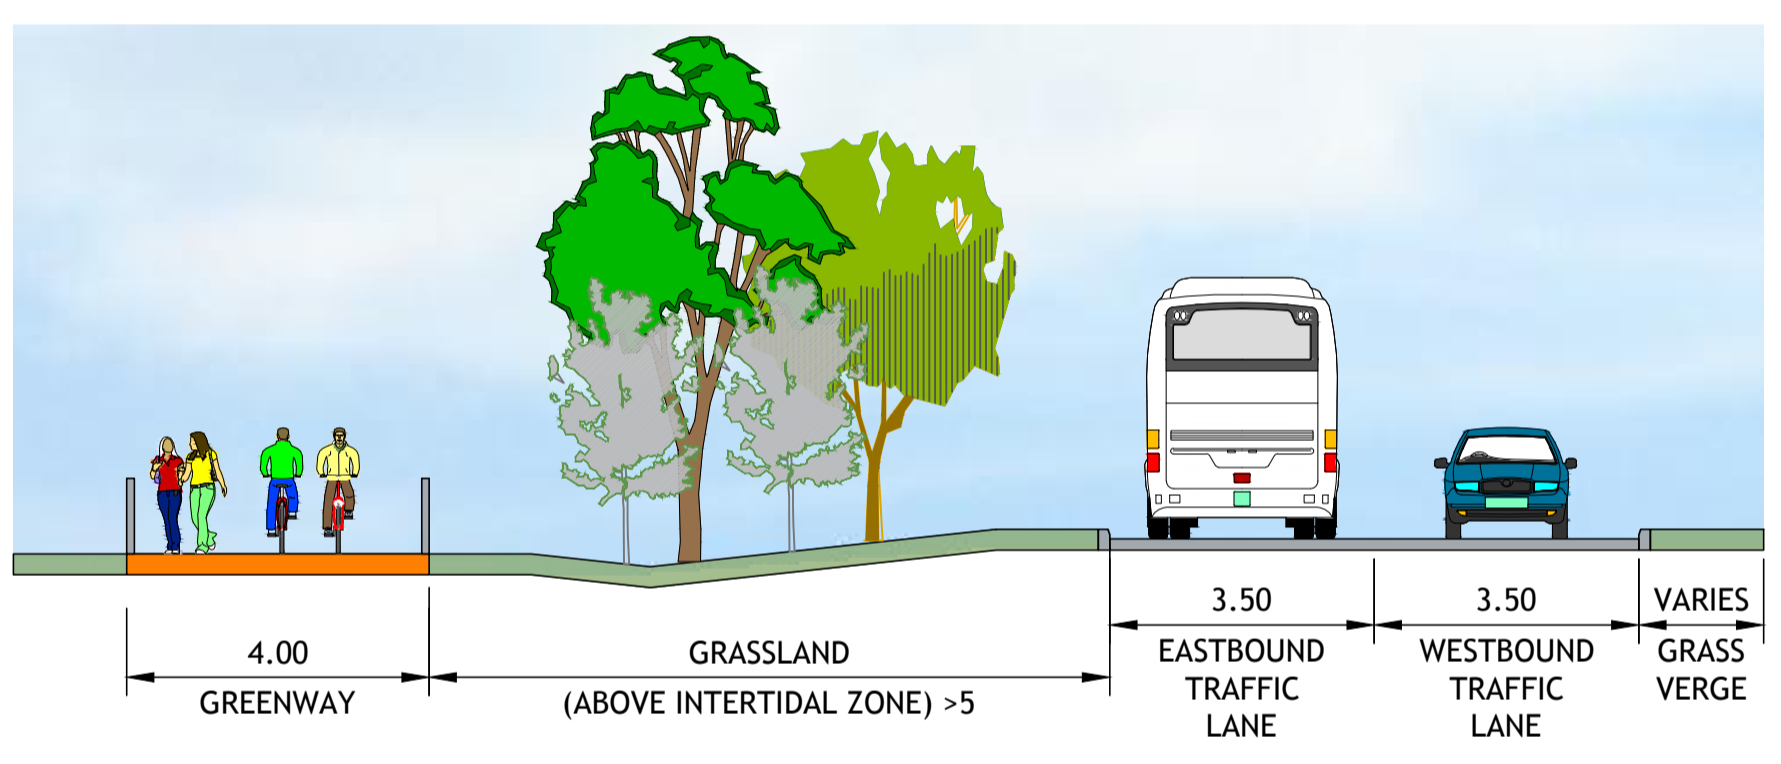 4.00
GREENWAY
GRASSLAND
(ABOVE INTERTIDAL ZONE) >5
3.50
EASTBOUND
TRAFFIC
LANE
3.50
WESTBOUND
TRAFFIC
LANE
VARIES
GRASS
VERGE